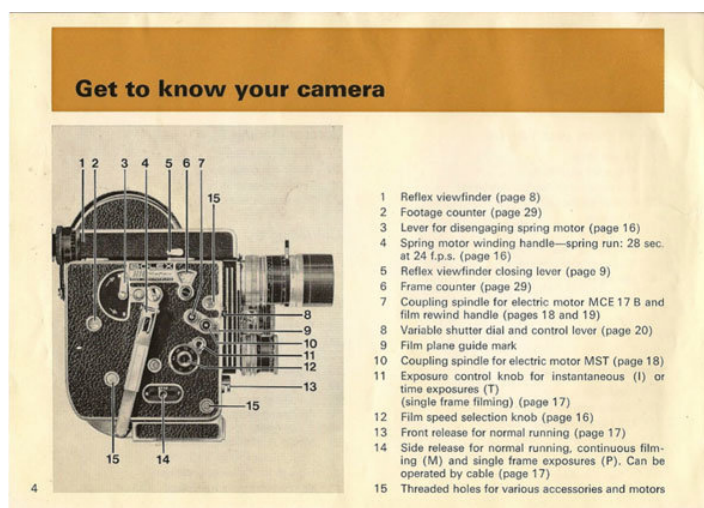 Get to know your camera
1 2 3 4 5 6 7
15
BOLEX
8
9
10
11
12
13
15
15 14
1 Reflex viewfinder (page 8)
2 Footage counter (page 29)
3 Lever for disengaging spring motor (page 16)
4 Spring motor winding handle—spring run: 28 sec.
at 24 f.p.s. (page 16)
5 Reflex viewfinder closing lever (page 9)
6 Frame counter (page 29)
7 Coupling spindle for electric motor MCE 17 B and
film rewind handle (pages 18 and 19)
8 Variable shutter dial and control lever (page 20)
9 Film plane guide mark
10 Coupling spindle for electric motor MST (page 18)
11 Exposure control knob for instantaneous (I) or
time exposures (T)
(single frame filming) (page 17)
12 Film speed selection knob (page 16)
13 Front release for normal running (page 17)
14 Side release for normal running, continuous film-
ing (M) and single frame exposures (P). Can be
operated by cable (page 17)
15 Threaded holes for various accessories and motors
4